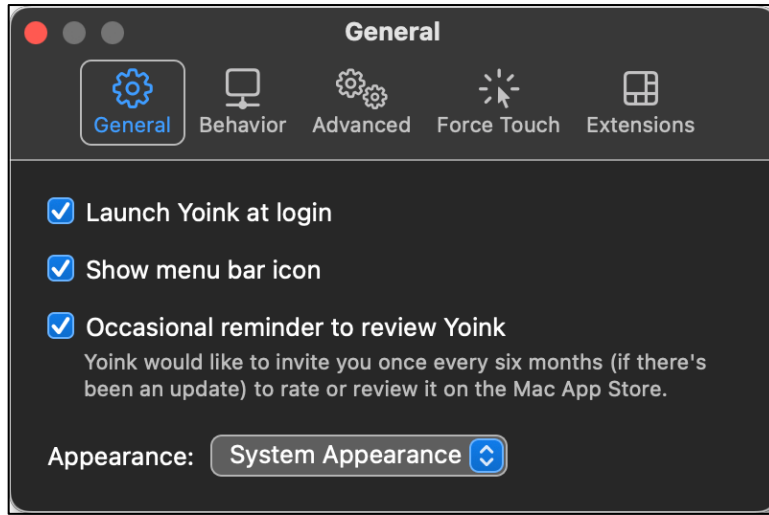 General
General Behavior Advanced Force Touch Extensions
Launch Yoink at login
Show menu bar icon
Occasional reminder to review Yoink
Yoink would like to invite you once every six months (if there's
been an update) to rate or review it on the Mac App Store.
Appearance: System Appearance